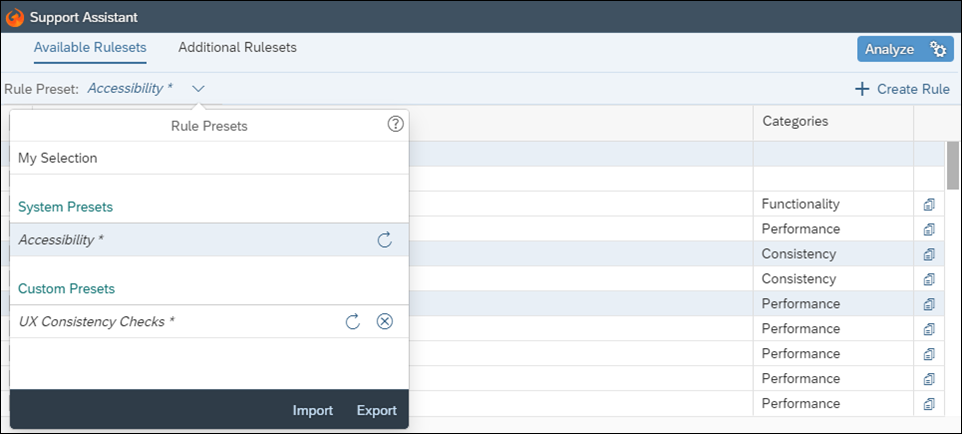 Support Assistant
Available Rulesets Additional Rulesets Analyze
Rule Preset: Accessibility * Create Rule
Rule Presets ?
Categories
My Selection
System Presets
Functionality
Performance
Accessibility *
Consistency
Consistency
Custom Presets
Performance
UX Consistency Checks *
Performance
Performance
Performance
Performance
Import Export